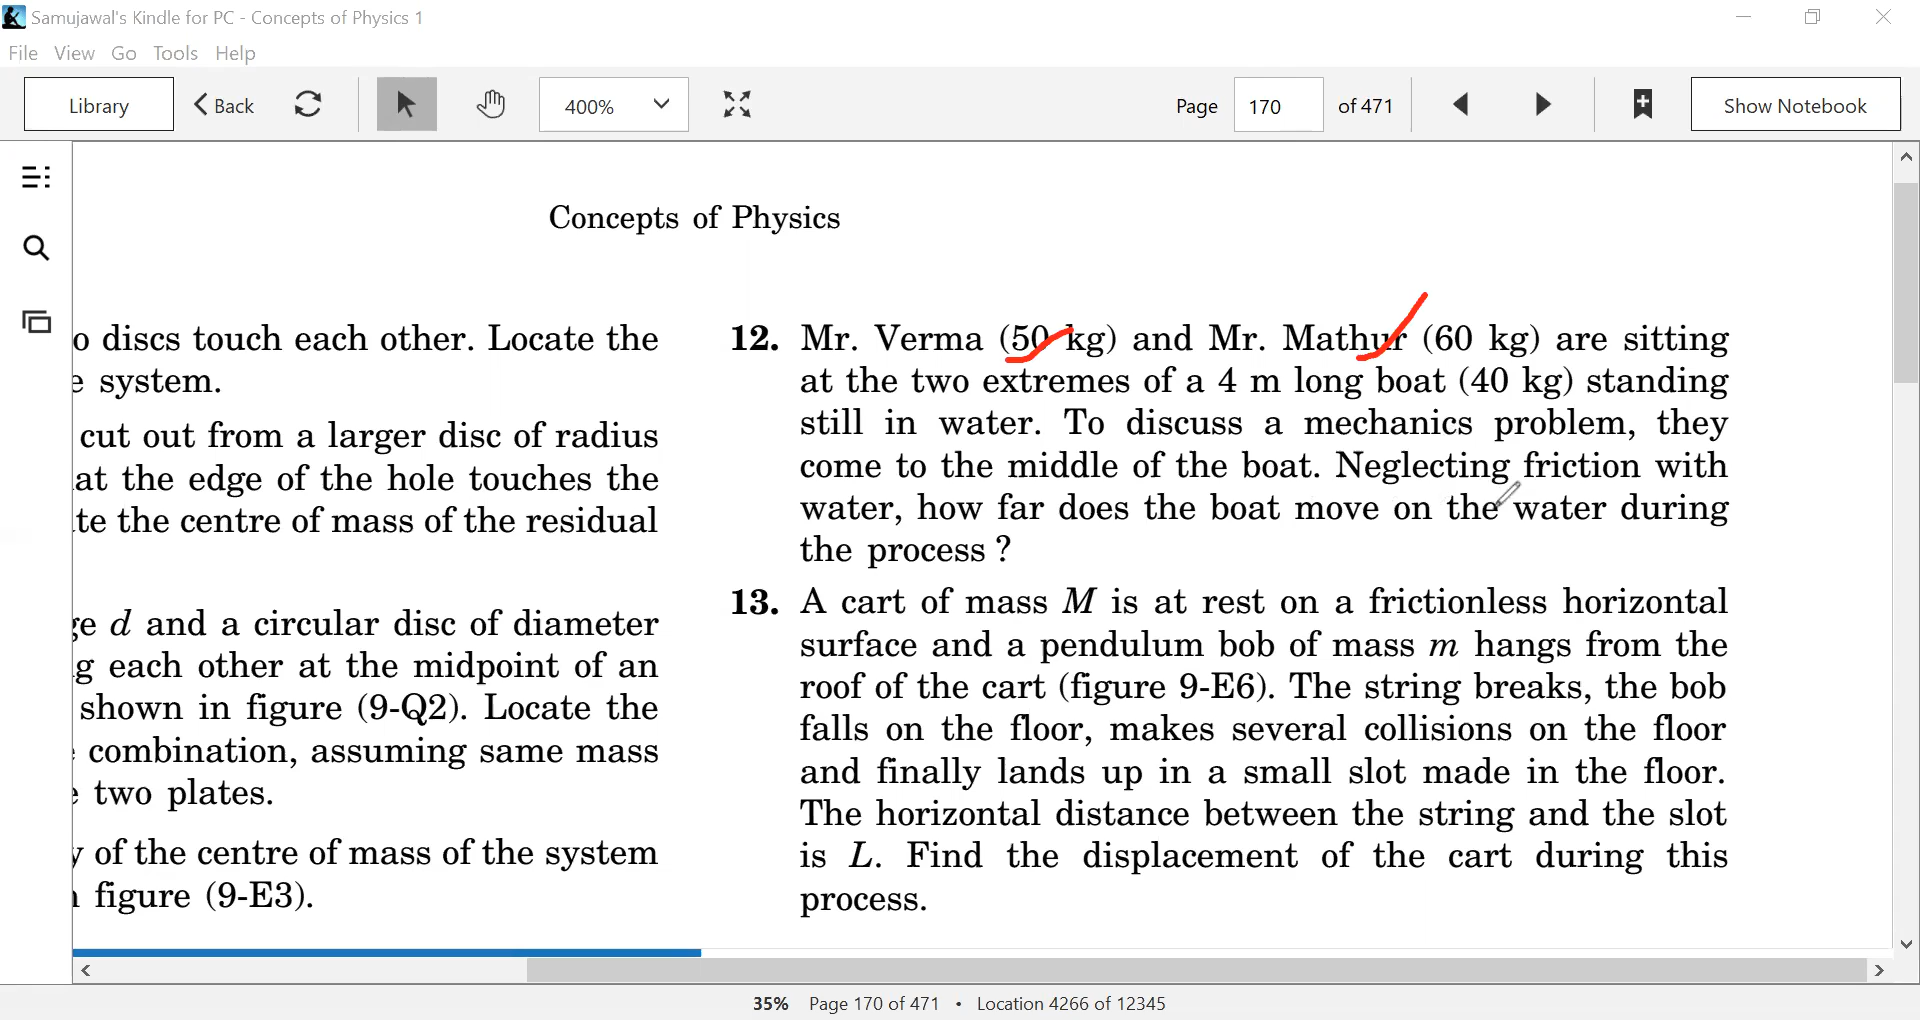 Samujawal's Kindle for PC - Concepts of Physics 1
File View Go Tools Help
Library Back 400% Page 170 of 471 Show Notebook
Concepts of Physics
o discs touch each other. Locate the
e system.
cut out from a larger disc of radius
at the edge of the hole touches the
te the centre of mass of the residual
ge d and a circular disc of diameter
g each other at the midpoint of an
shown in figure (9-Q2). Locate the
combination, assuming same mass
e two plates.
y of the centre of mass of the system
figure (9-E3).
12. Mr. Verma (50 kg) and Mr. Mathur (60 kg) are sitting
at the two extremes of a 4 m long boat (40 kg) standing
still in water. To discuss a mechanics problem, they
come to the middle of the boat. Neglecting friction with
water, how far does the boat move on the water during
the process ?
13. A cart of mass M is at rest on a frictionless horizontal
surface and a pendulum bob of mass m hangs from the
roof of the cart (figure 9-E6). The string breaks, the bob
falls on the floor, makes several collisions on the floor
and finally lands up in a small slot made in the floor.
The horizontal distance between the string and the slot
is L. Find the displacement of the cart during this
process.
35% Page 170 of 471 • Location 4266 of 12345